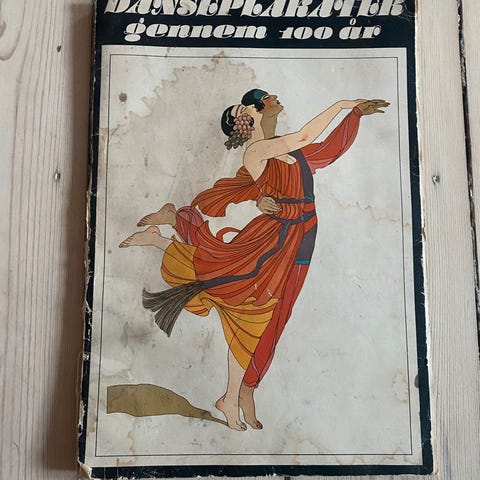 DANSEPLAKATER
gennem 100 år